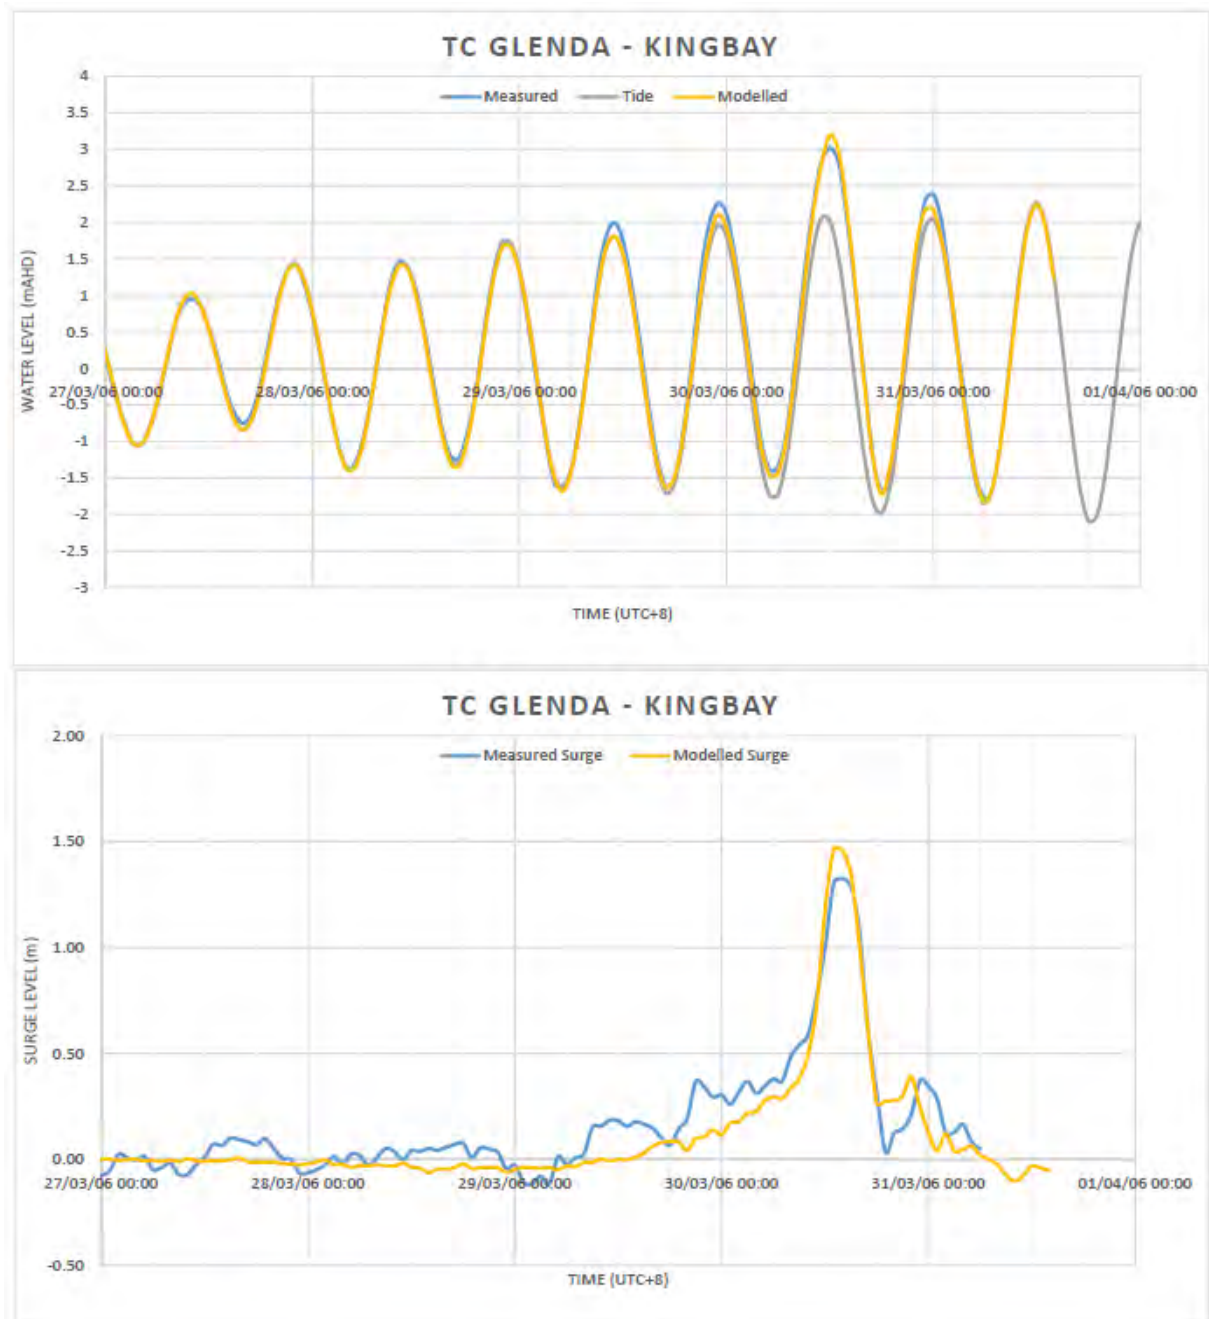 TC GLENDA - KINGBAY
4
Measured Tide Modelled
3.5
3
2.5
2
1.5
1
0.5
0
27/03/06 00:00 28/03/06 00:00 29/03/06 00:00 30/03/06 00:00 31/03/06 00:00 01/04/06 00:00
-0.5
-1
-1.5
-2
-2.5
-3
WATER LEVEL (mAHD)
TIME (UTC+8)
TC GLENDA - KINGBAY
2.00
Measured Surge Modelled Surge
1.50
1.00
0.50
0.00
27/03/06 00:00 28/03/06 00:00 29/03/06 00:00 30/03/06 00:00 31/03/06 00:00 01/04/06 00:00
-0.50
SURGE LEVEL (m)
TIME (UTC+8)